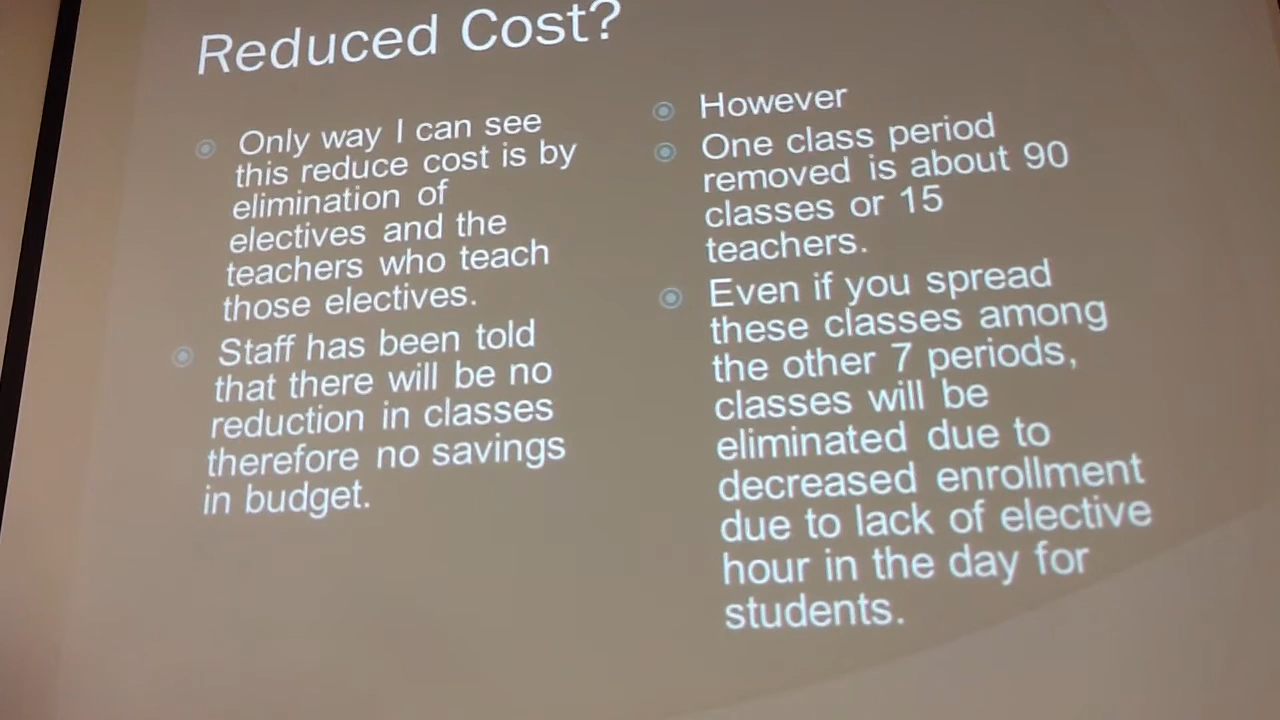 Reduced Cost?
Only way I can see
this reduce cost is by
elimination of
electives and the
teachers who teach
those electives.
Staff has been told
that there will be no
reduction in classes
therefore no savings
in budget.
However
One class period
removed is about 90
classes or 15
teachers.
Even if you spread
these classes among
the other 7 periods,
classes will be
eliminated due to
decreased enrollment
due to lack of elective
hour in the day for
students.